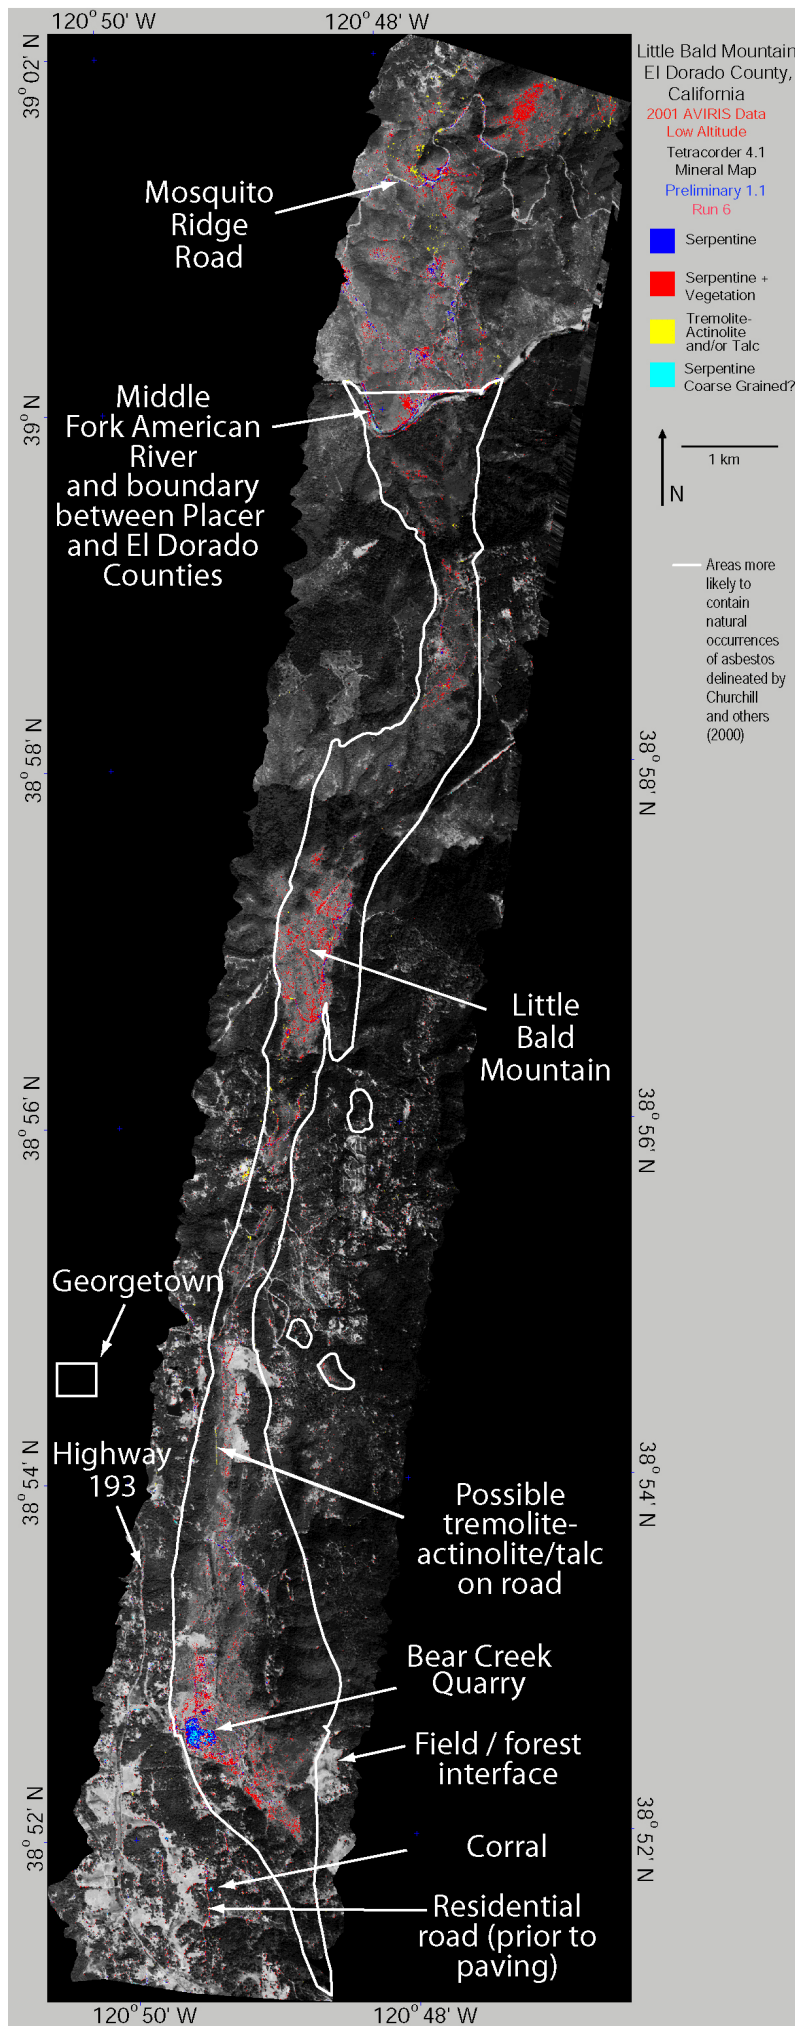 120° 50' W
120° 48' W
39° 02' N
Little Bald Mountain
El Dorado County,
California
2001 AVIRIS Data
Low Altitude
Tetracorder 4.1
Mineral Map
Preliminary 1.1
Run 6
Serpentine
Serpentine +
Vegetation
Tremolite-
Actinolite
and/or Talc
Serpentine
Coarse Grained?
1 km
N
Areas more
likely to
contain
natural
occurrences
of asbestos
delineated by
Churchill
and others
(2000)
Mosquito
Ridge
Road
39° N
Middle
Fork American
River
and boundary
between Placer
and El Dorado
Counties
38° 58' N
38° 58' N
Little
Bald
Mountain
38° 56' N
38° 56' N
Georgetown
Highway
193
38° 54' N
38° 54' N
Possible
tremolite-
actinolite/talc
on road
Bear Creek
Quarry
Field / forest
interface
38° 52' N
38° 52' N
Corral
Residential
road (prior to
paving)
120° 50' W
120° 48' W